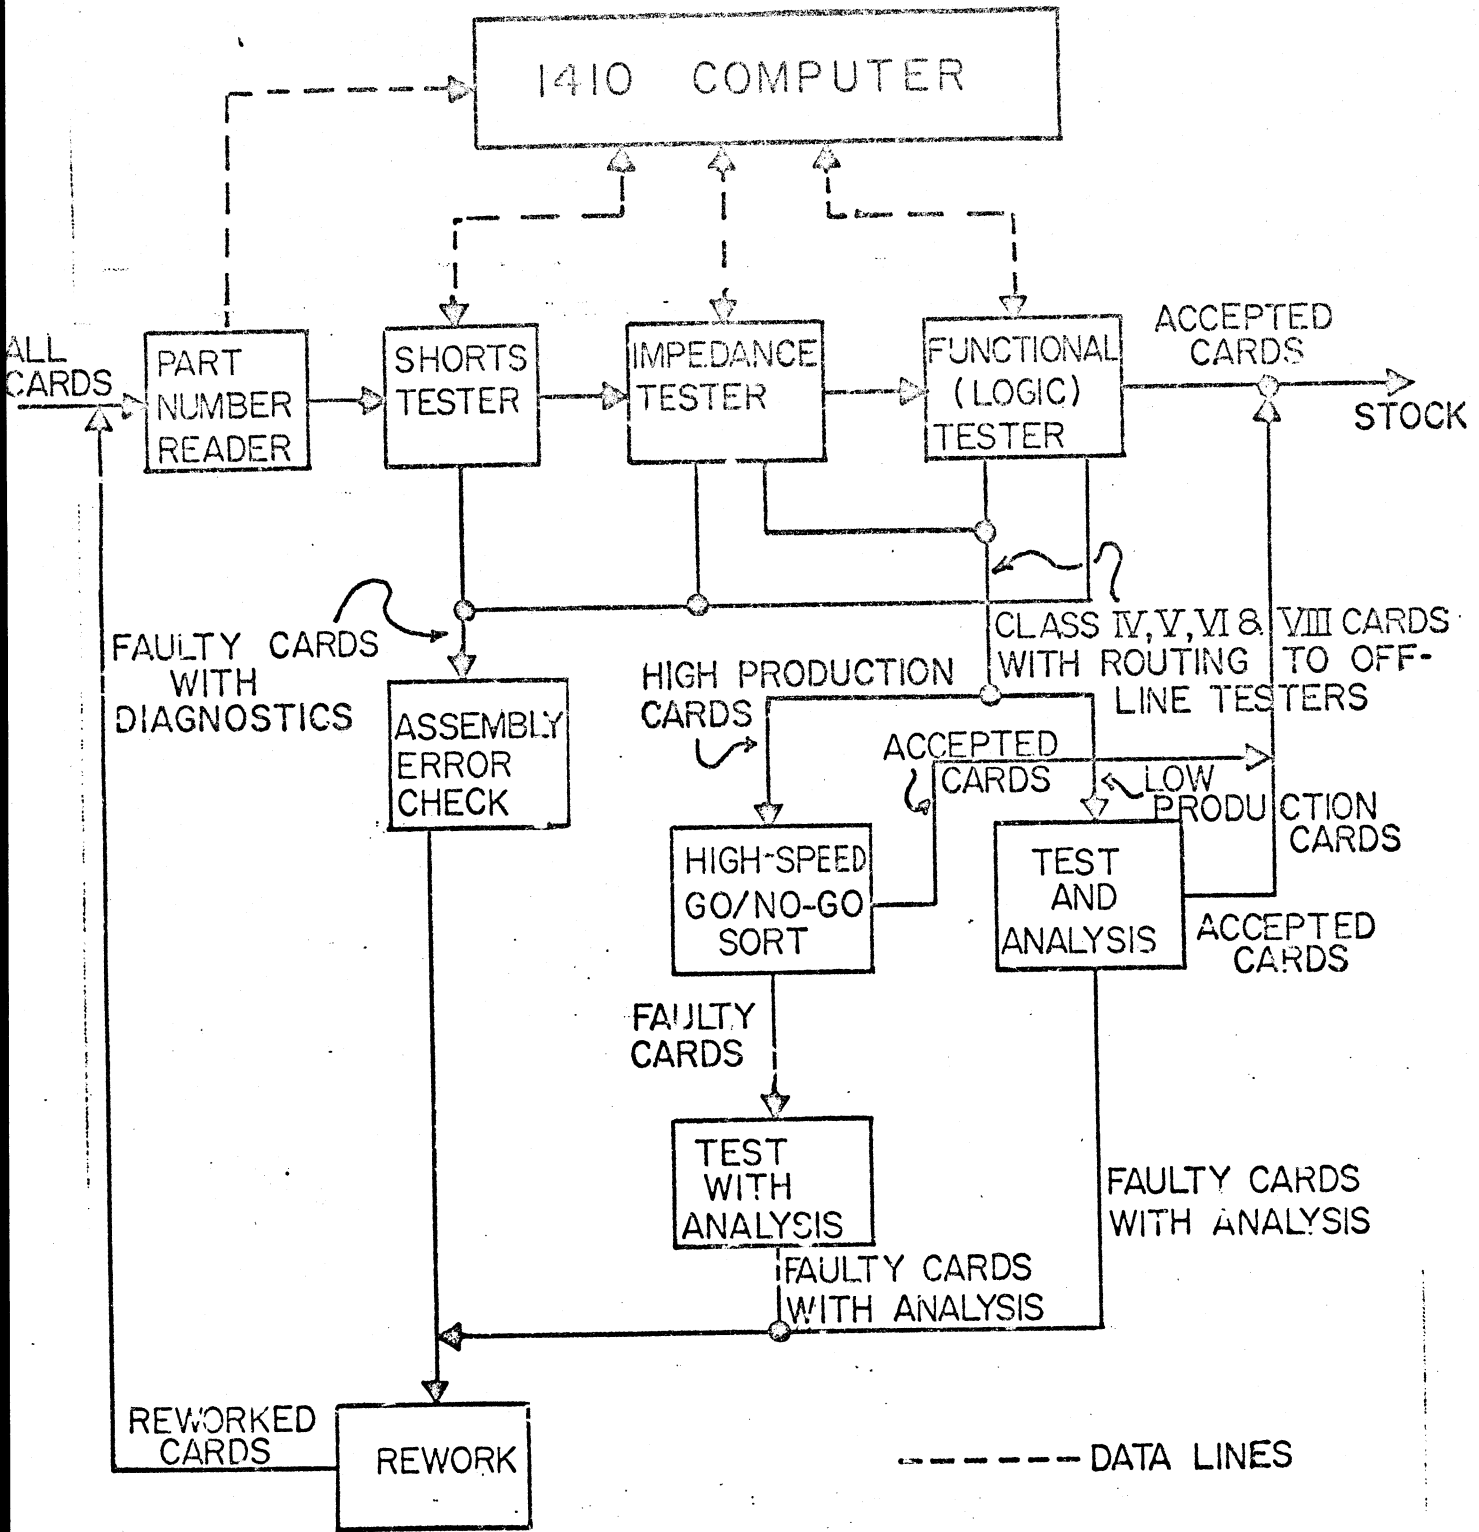 1410 COMPUTER
ALL
CARDS
PART
NUMBER
READER
SHORTS
TESTER
IMPEDANCE
TESTER
FUNCTIONAL
(LOGIC)
TESTER
ACCEPTED
CARDS
STOCK
FAULTY CARDS
WITH
DIAGNOSTICS
CLASS IV, V, VI & VIII CARDS
WITH ROUTING TO OFF-
LINE TESTERS
HIGH PRODUCTION
CARDS
ASSEMBLY
ERROR
CHECK
ACCEPTED
CARDS
LOW
PRODUCTION
CARDS
HIGH-SPEED
GO/NO-GO
SORT
TEST
AND
ANALYSIS
ACCEPTED
CARDS
FAULTY
CARDS
TEST
WITH
ANALYSIS
FAULTY CARDS
WITH ANALYSIS
FAULTY CARDS
WITH ANALYSIS
REWORKED
CARDS
REWORK
DATA LINES